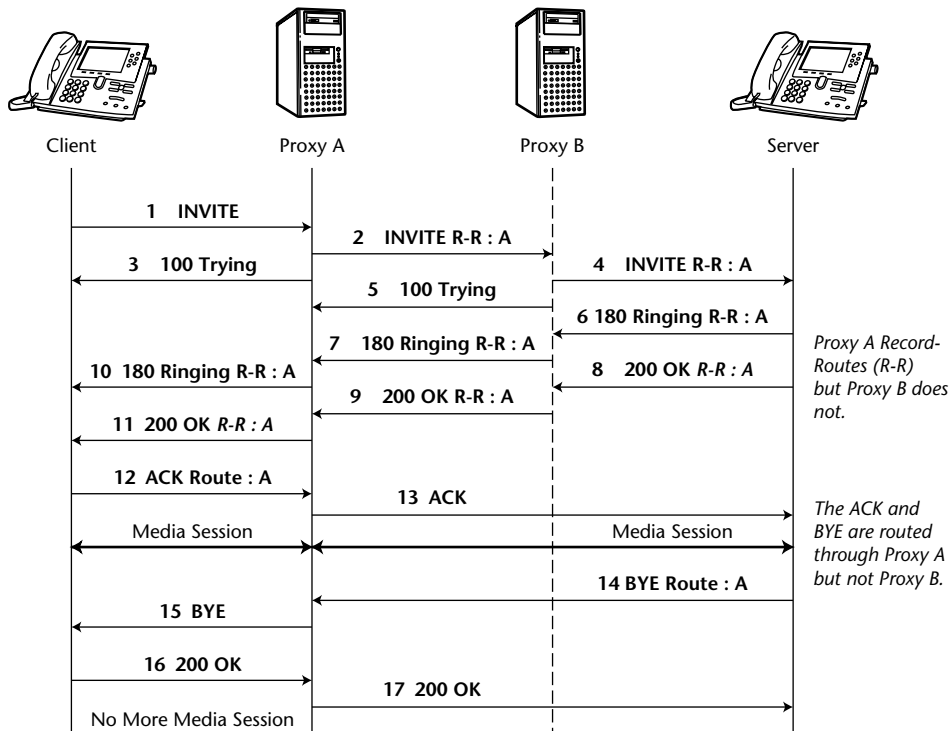 Client
Proxy A
Proxy B
Server
1 INVITE
2 INVITE R-R : A
3 100 Trying
4 INVITE R-R : A
5 100 Trying
6 180 Ringing R-R : A
7 180 Ringing R-R : A
Proxy A Record-
Routes (R-R)
but Proxy B does
not.
10 180 Ringing R-R : A
8 200 OK R-R : A
9 200 OK R-R : A
11 200 OK R-R : A
12 ACK Route : A
13 ACK
The ACK and
BYE are routed
through Proxy A
but not Proxy B.
Media Session
Media Session
14 BYE Route : A
15 BYE
16 200 OK
17 200 OK
No More Media Session